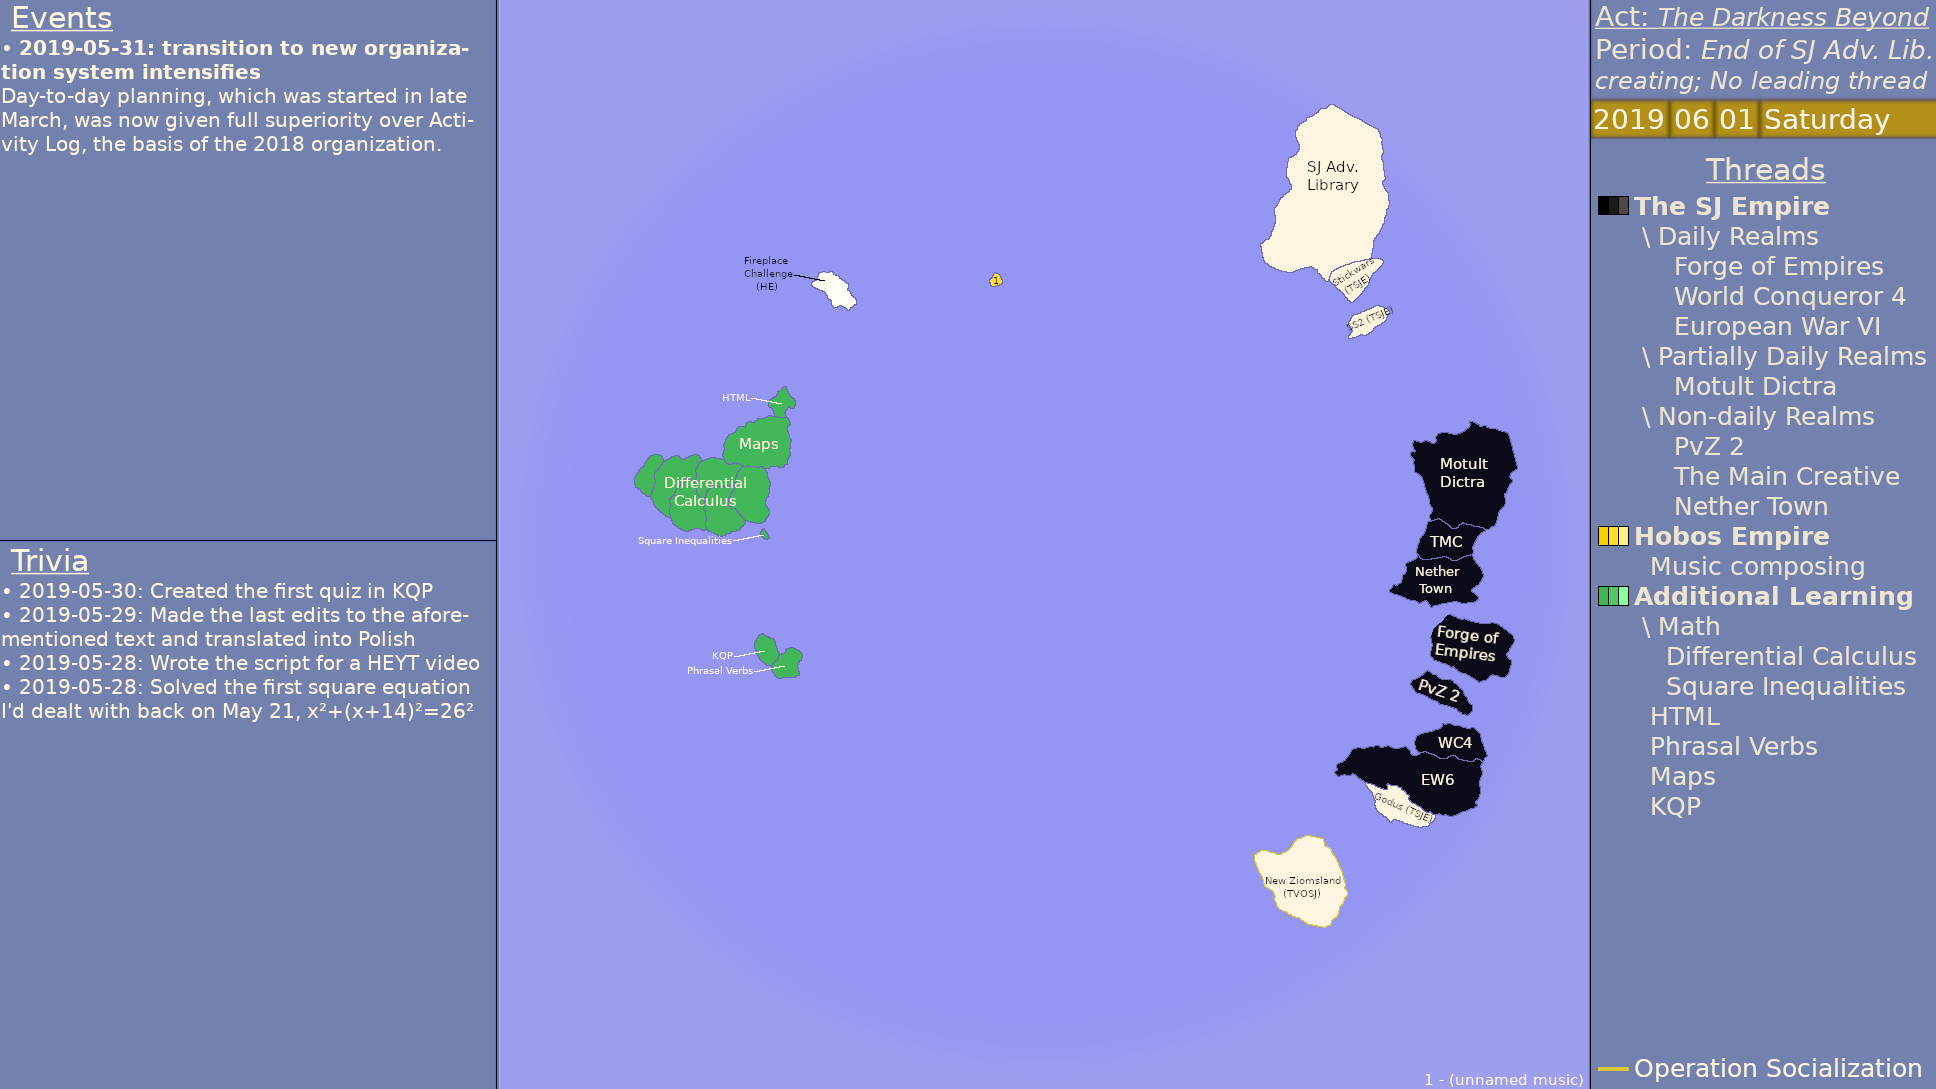 Events
• 2019-05-31: transition to new organiza-
tion system intensifies
Day-to-day planning, which was started in late
March, was now given full superiority over Acti-
vity Log, the basis of the 2018 organization.
Trivia
• 2019-05-30: Created the first quiz in KQP
• 2019-05-29: Made the last edits to the afore-
mentioned text and translated into Polish
• 2019-05-28: Wrote the script for a HEYT video
• 2019-05-28: Solved the first square equation
I'd dealt with back on May 21, x²+(x+14)²=26²
SJ Adv.
Library
Stickwars
(TSJE)
SS2 (TSJE)
Fireplace
Challenge
(HE)
1
HTML
Maps
Differential
Calculus
Square Inequalities
KQP
Phrasal Verbs
Motult
Dictra
TMC
Nether
Town
Forge of
Empires
PvZ 2
WC4
EW6
Godus (TSJE)
New Ziomsland
(TVOSJ)
1 - (unnamed music)
Act: The Darkness Beyond
Period: End of SJ Adv. Lib.
creating; No leading thread
2019 06 01 Saturday
Threads
The SJ Empire
\ Daily Realms
Forge of Empires
World Conqueror 4
European War VI
\ Partially Daily Realms
Motult Dictra
\ Non-daily Realms
PvZ 2
The Main Creative
Nether Town
Hobos Empire
Music composing
Additional Learning
\ Math
Differential Calculus
Square Inequalities
HTML
Phrasal Verbs
Maps
KQP
Operation Socialization